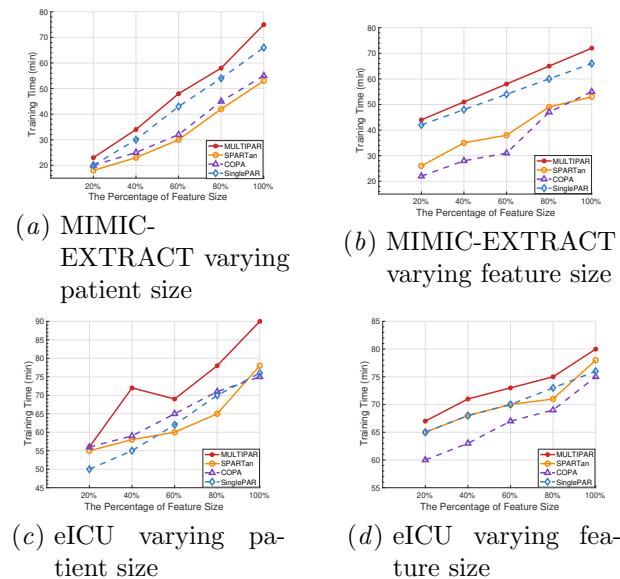 80
70
60
50
40
30
20
Training Time (min)
20% 40% 60% 80% 100%
The Percentage of Feature Size
MULTIPAR
SPARTan
COPA
SinglePAR
(a) MIMIC-
EXTRACT varying
patient size
80
70
60
50
40
30
20
Training Time (min)
20% 40% 60% 80% 100%
The Percentage of Feature Size
MULTIPAR
SPARTan
COPA
SinglePAR
(b) MIMIC-EXTRACT
varying feature size
90
85
80
75
70
65
60
55
50
45
Training Time (min)
20% 40% 60% 80% 100%
The Percentage of Feature Size
MULTIPAR
SPARTan
COPA
SinglePAR
(c) eICU varying pa-
tient size
85
80
75
70
65
60
55
Training Time (min)
20% 40% 60% 80% 100%
The Percentage of Feature Size
MULTIPAR
SPARTan
COPA
SinglePAR
(d) eICU varying fea-
ture size